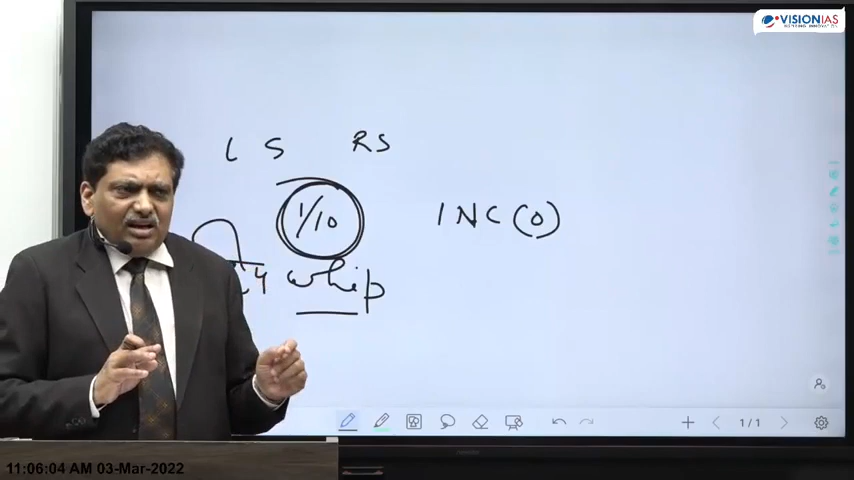 VISIONIAS
L S RS
1/10
INC (0)
whip
1/1
11:06:04 AM 03-Mar-2022